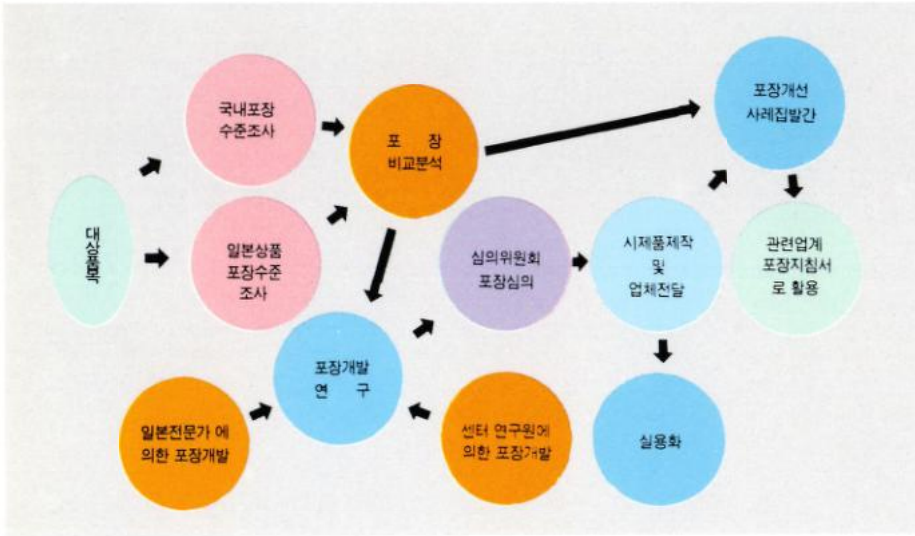 대상품목
국내포장
수준조사
일본상품
포장수준
조사
포 장
비교분석
포장개발
연 구
일본전문가 에
의한 포장개발
센터 연구원에
의한 포장개발
심의위원회
포장심의
시제품제작
및
업체전달
실용화
포장개선
사례집발간
관련업계
포장지침서
로 활용